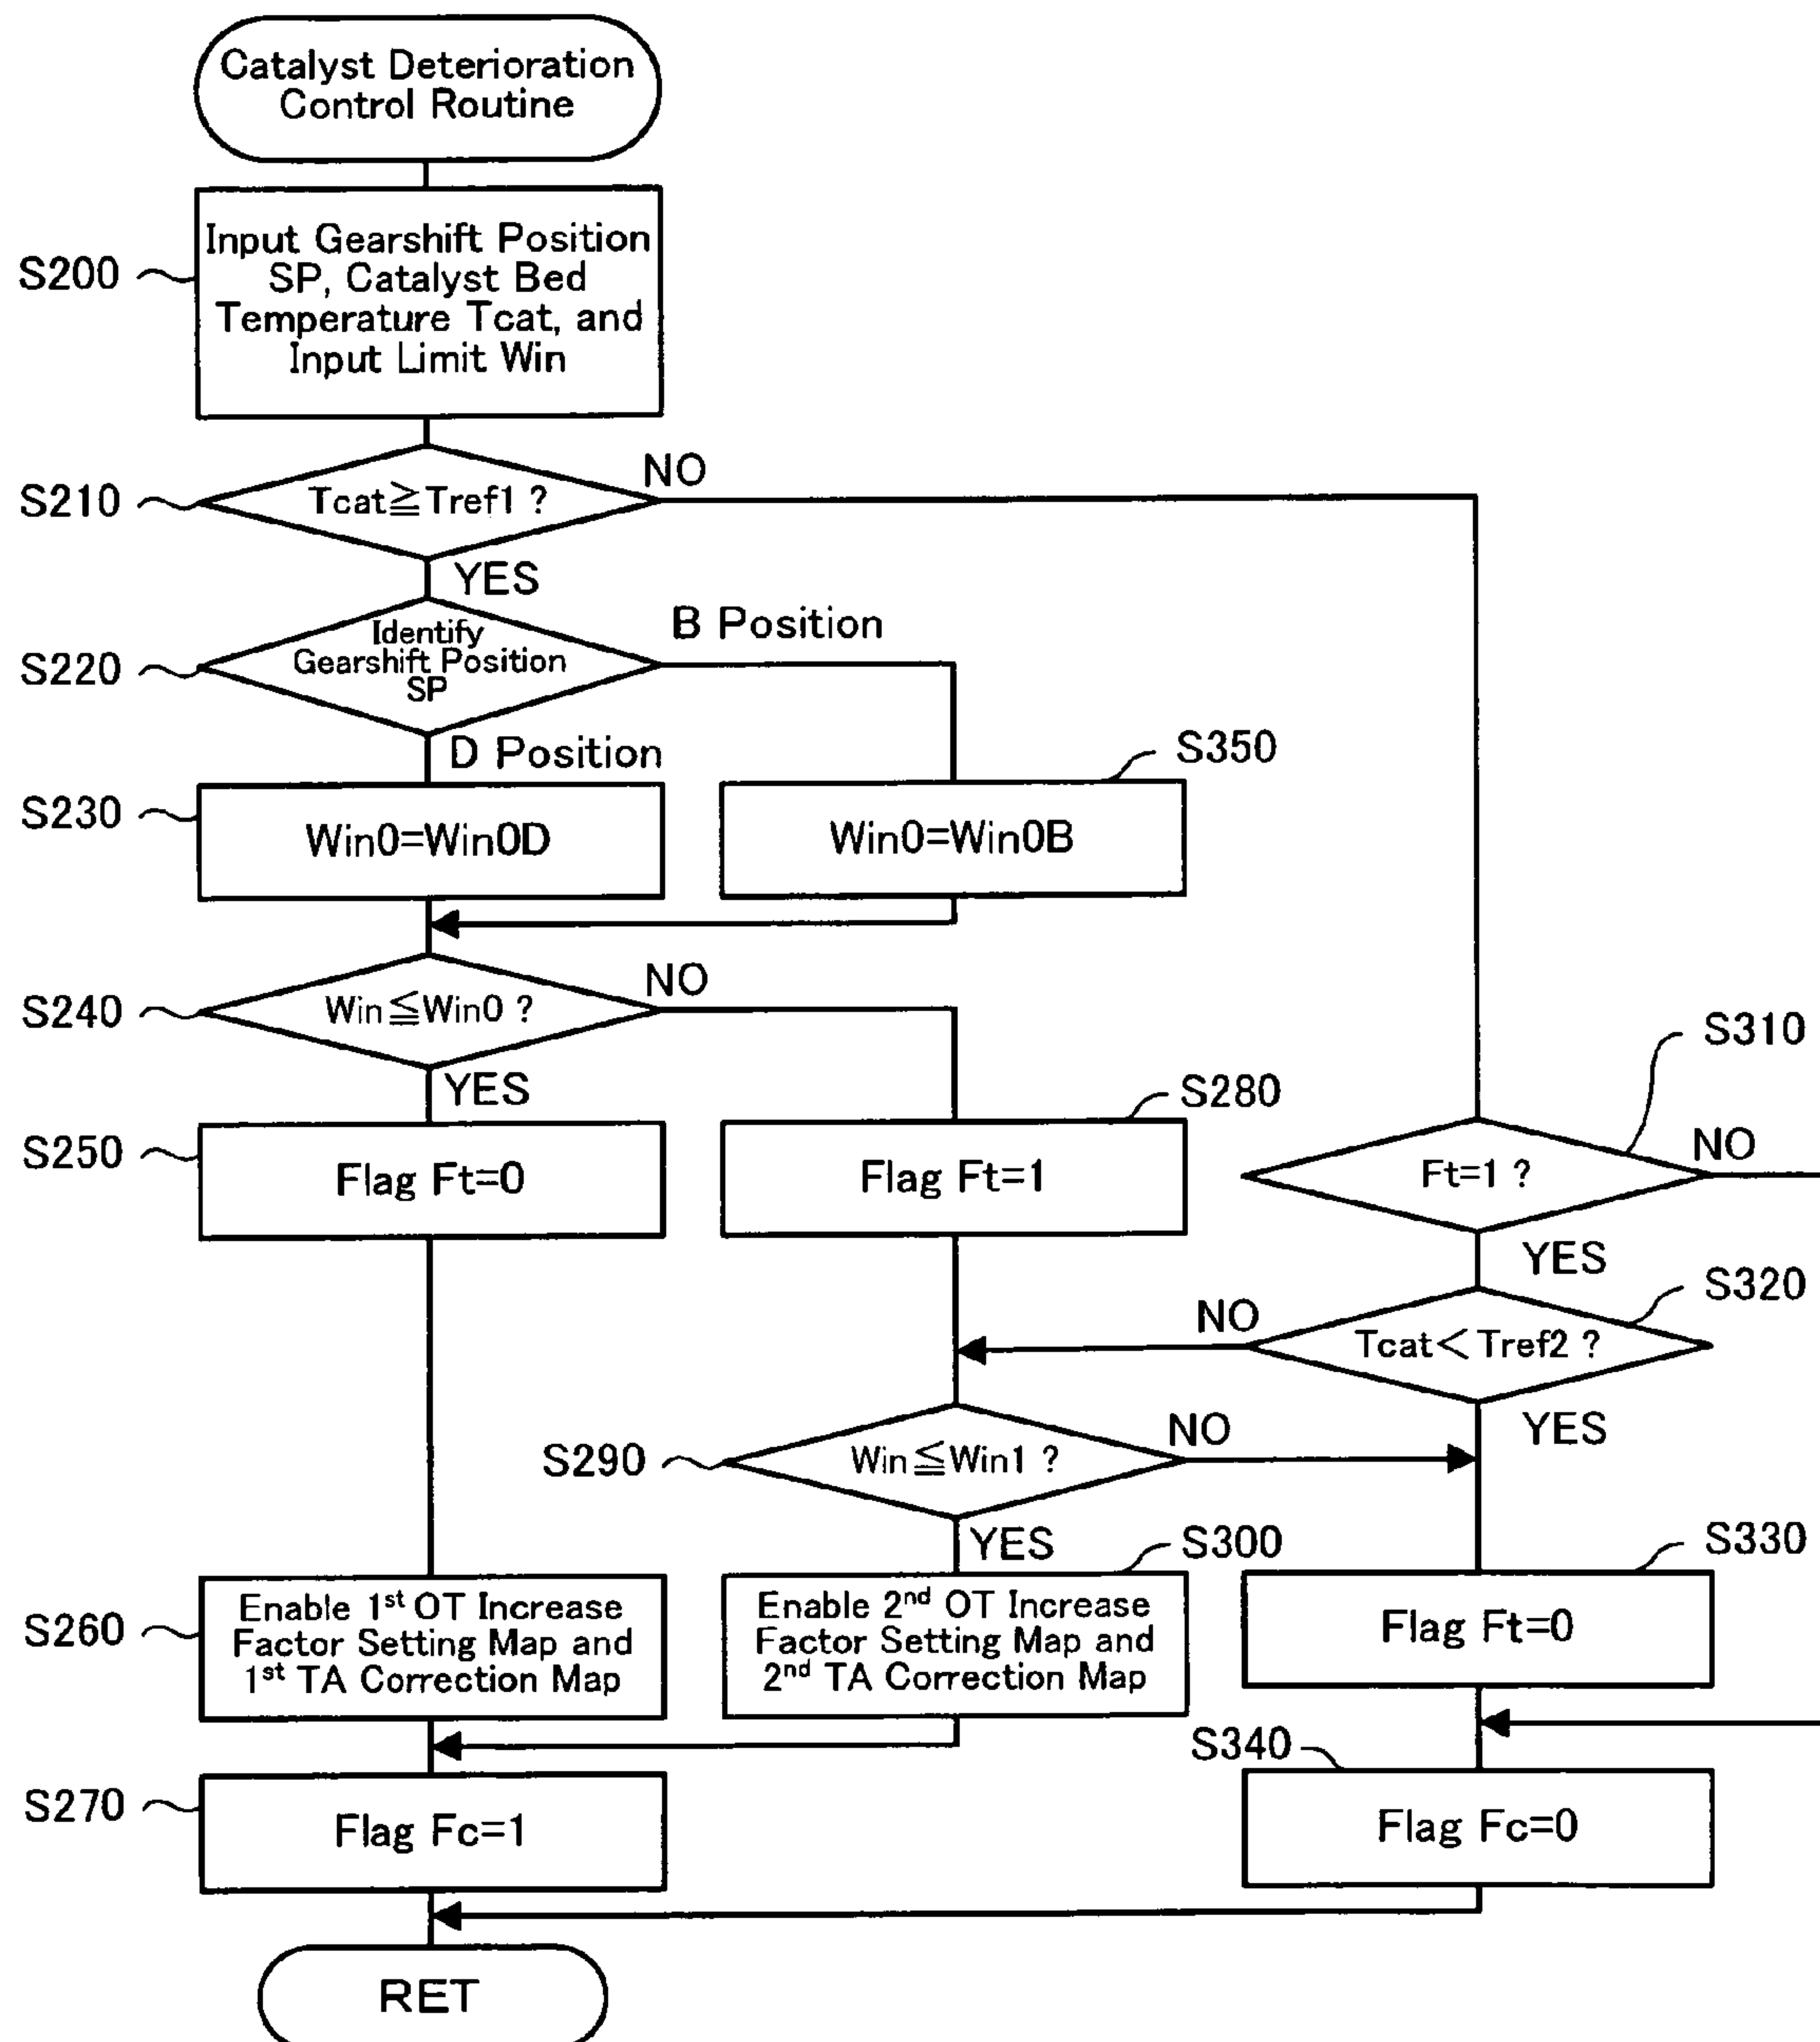 Catalyst Deterioration
Control Routine
S200
Input Gearshift Position
SP, Catalyst Bed
Temperature Tcat, and
Input Limit Win
S210
Tcat≧Tref1 ?
NO
YES
S220
Identify
Gearshift Position
SP
B Position
D Position
S230
Win0=Win0D
S350
Win0=Win0B
S240
Win≦Win0 ?
NO
YES
S250
Flag Ft=0
S280
Flag Ft=1
S310
Ft=1 ?
NO
YES
S320
Tcat<Tref2 ?
NO
YES
S290
Win≦Win1 ?
NO
YES
S260
Enable 1st OT Increase
Factor Setting Map and
1st TA Correction Map
S300
Enable 2nd OT Increase
Factor Setting Map and
2nd TA Correction Map
S330
Flag Ft=0
S270
Flag Fc=1
S340
Flag Fc=0
RET